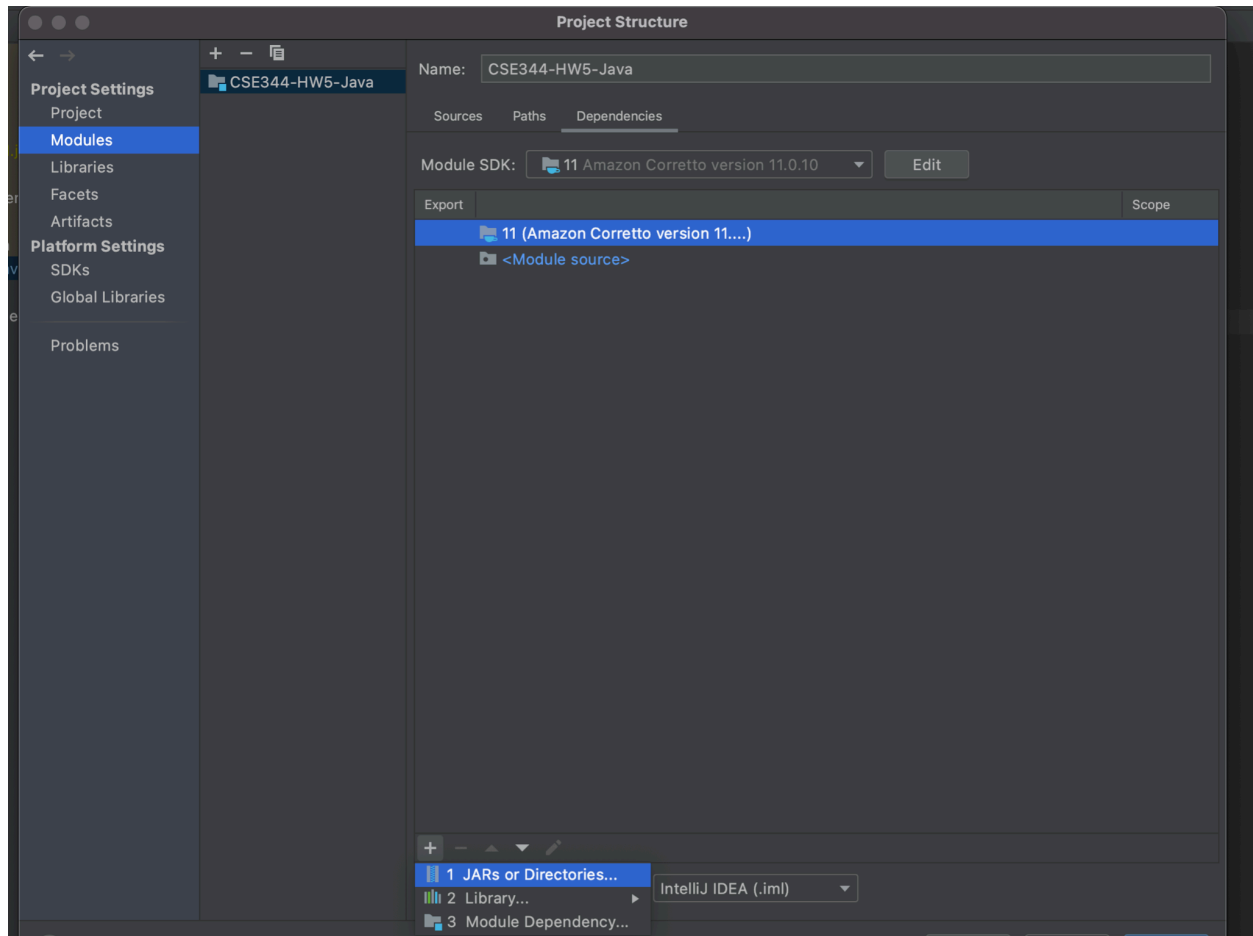 Project Structure
Project Settings
Project
Modules
Libraries
Facets
Artifacts
Platform Settings
SDKs
Global Libraries
Problems
CSE344-HW5-Java
Name: CSE344-HW5-Java
Sources Paths Dependencies
Module SDK: 11 Amazon Corretto version 11.0.10 Edit
Export Scope
11 (Amazon Corretto version 11....)
<Module source>
1 JARs or Directories...
2 Library...
3 Module Dependency...
IntelliJ IDEA (.iml)